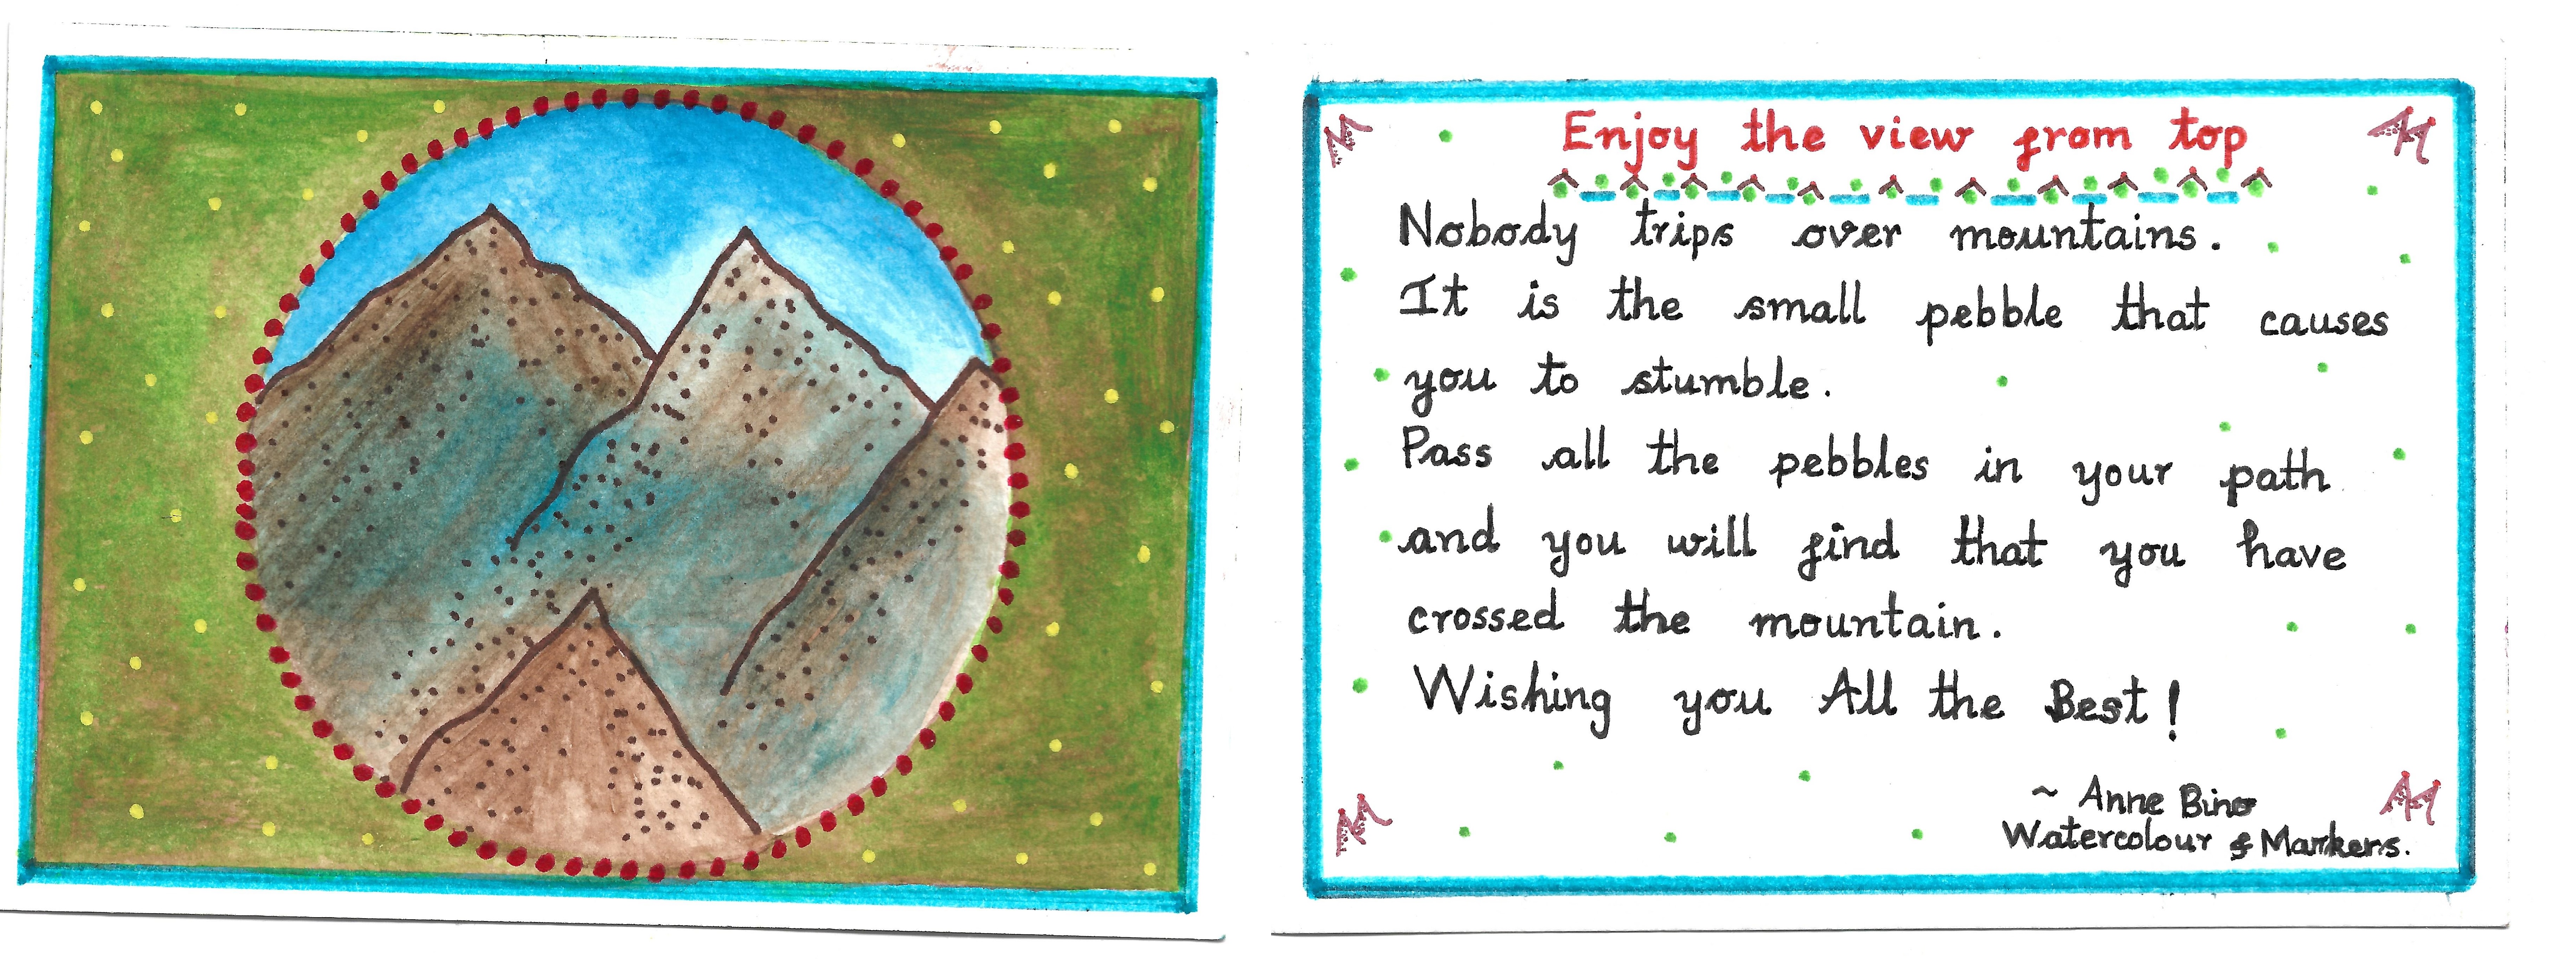 Enjoy the view from top
Nobody trips over mountains.
It is the small pebble that causes
you to stumble.
Pass all the pebbles in your path
and you will find that you have
crossed the mountain.
Wishing you All the Best!
~ Anne Bino
Watercolour & Markers.